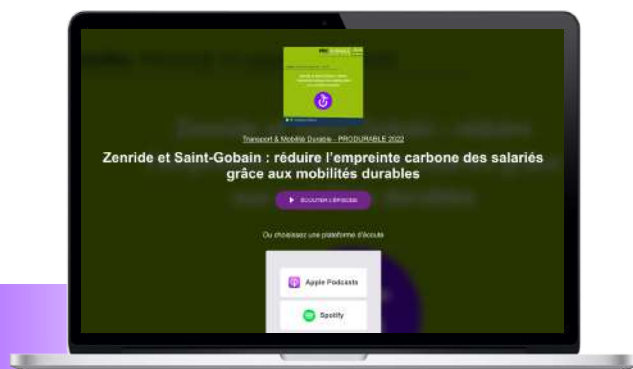 Transport & Mobilité Durable - PRODURABLE 2022
Zenride et Saint-Gobain : réduire l'empreinte carbone des salariés
grâce aux mobilités durables
ÉCOUTER L'ÉPISODE
Ou choisissez une plateforme d'écoute
Apple Podcasts
Spotify